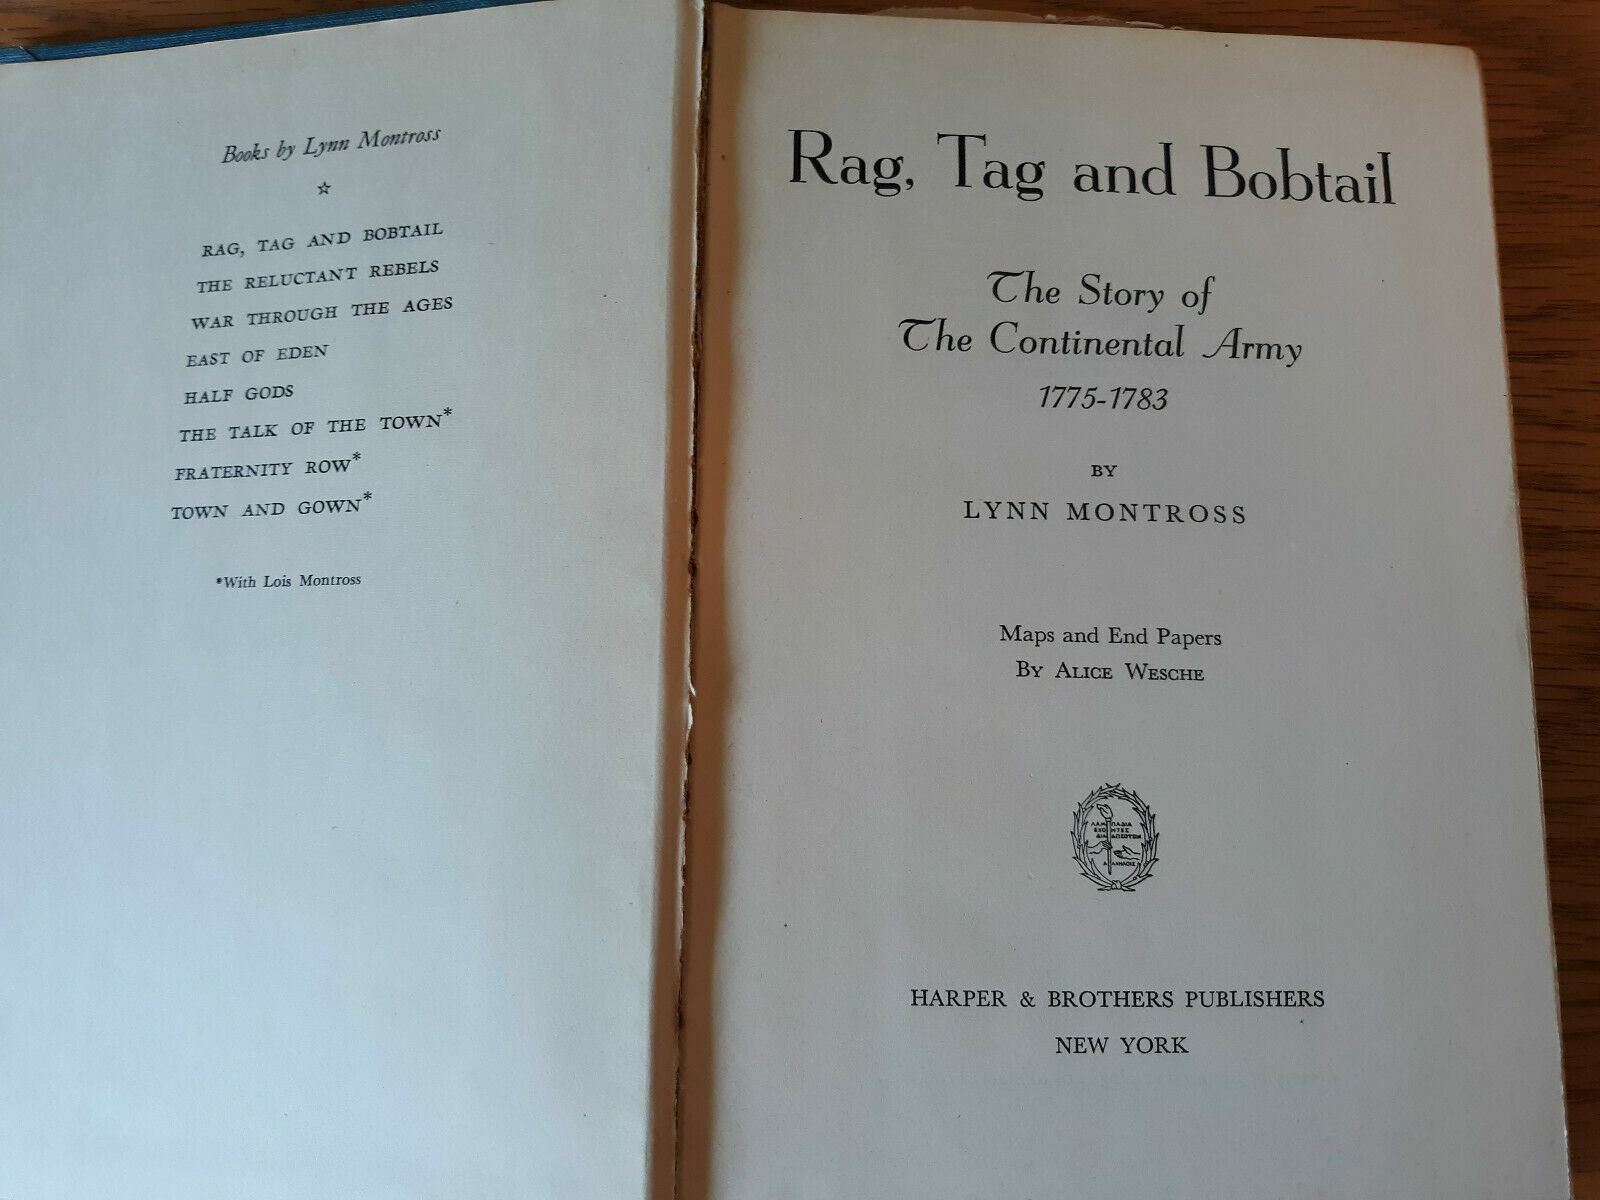 Books by Lynn Montross
RAG, TAG AND BOBTAIL
THE RELUCTANT REBELS
WAR THROUGH THE AGES
EAST OF EDEN
HALF GODS
THE TALK OF THE TOWN*
FRATERNITY ROW*
TOWN AND GOWN*
*With Lois Montross
Rag, Tag and Bobtail
The Story of
The Continental Army
1775-1783
BY
LYNN MONTROSS
Maps and End Papers
By Alice Wesche
ΛΑΜΠΑΔΙΑ
ΕΧΟΝΤΕΣ
HARPER & BROTHERS PUBLISHERS
NEW YORK